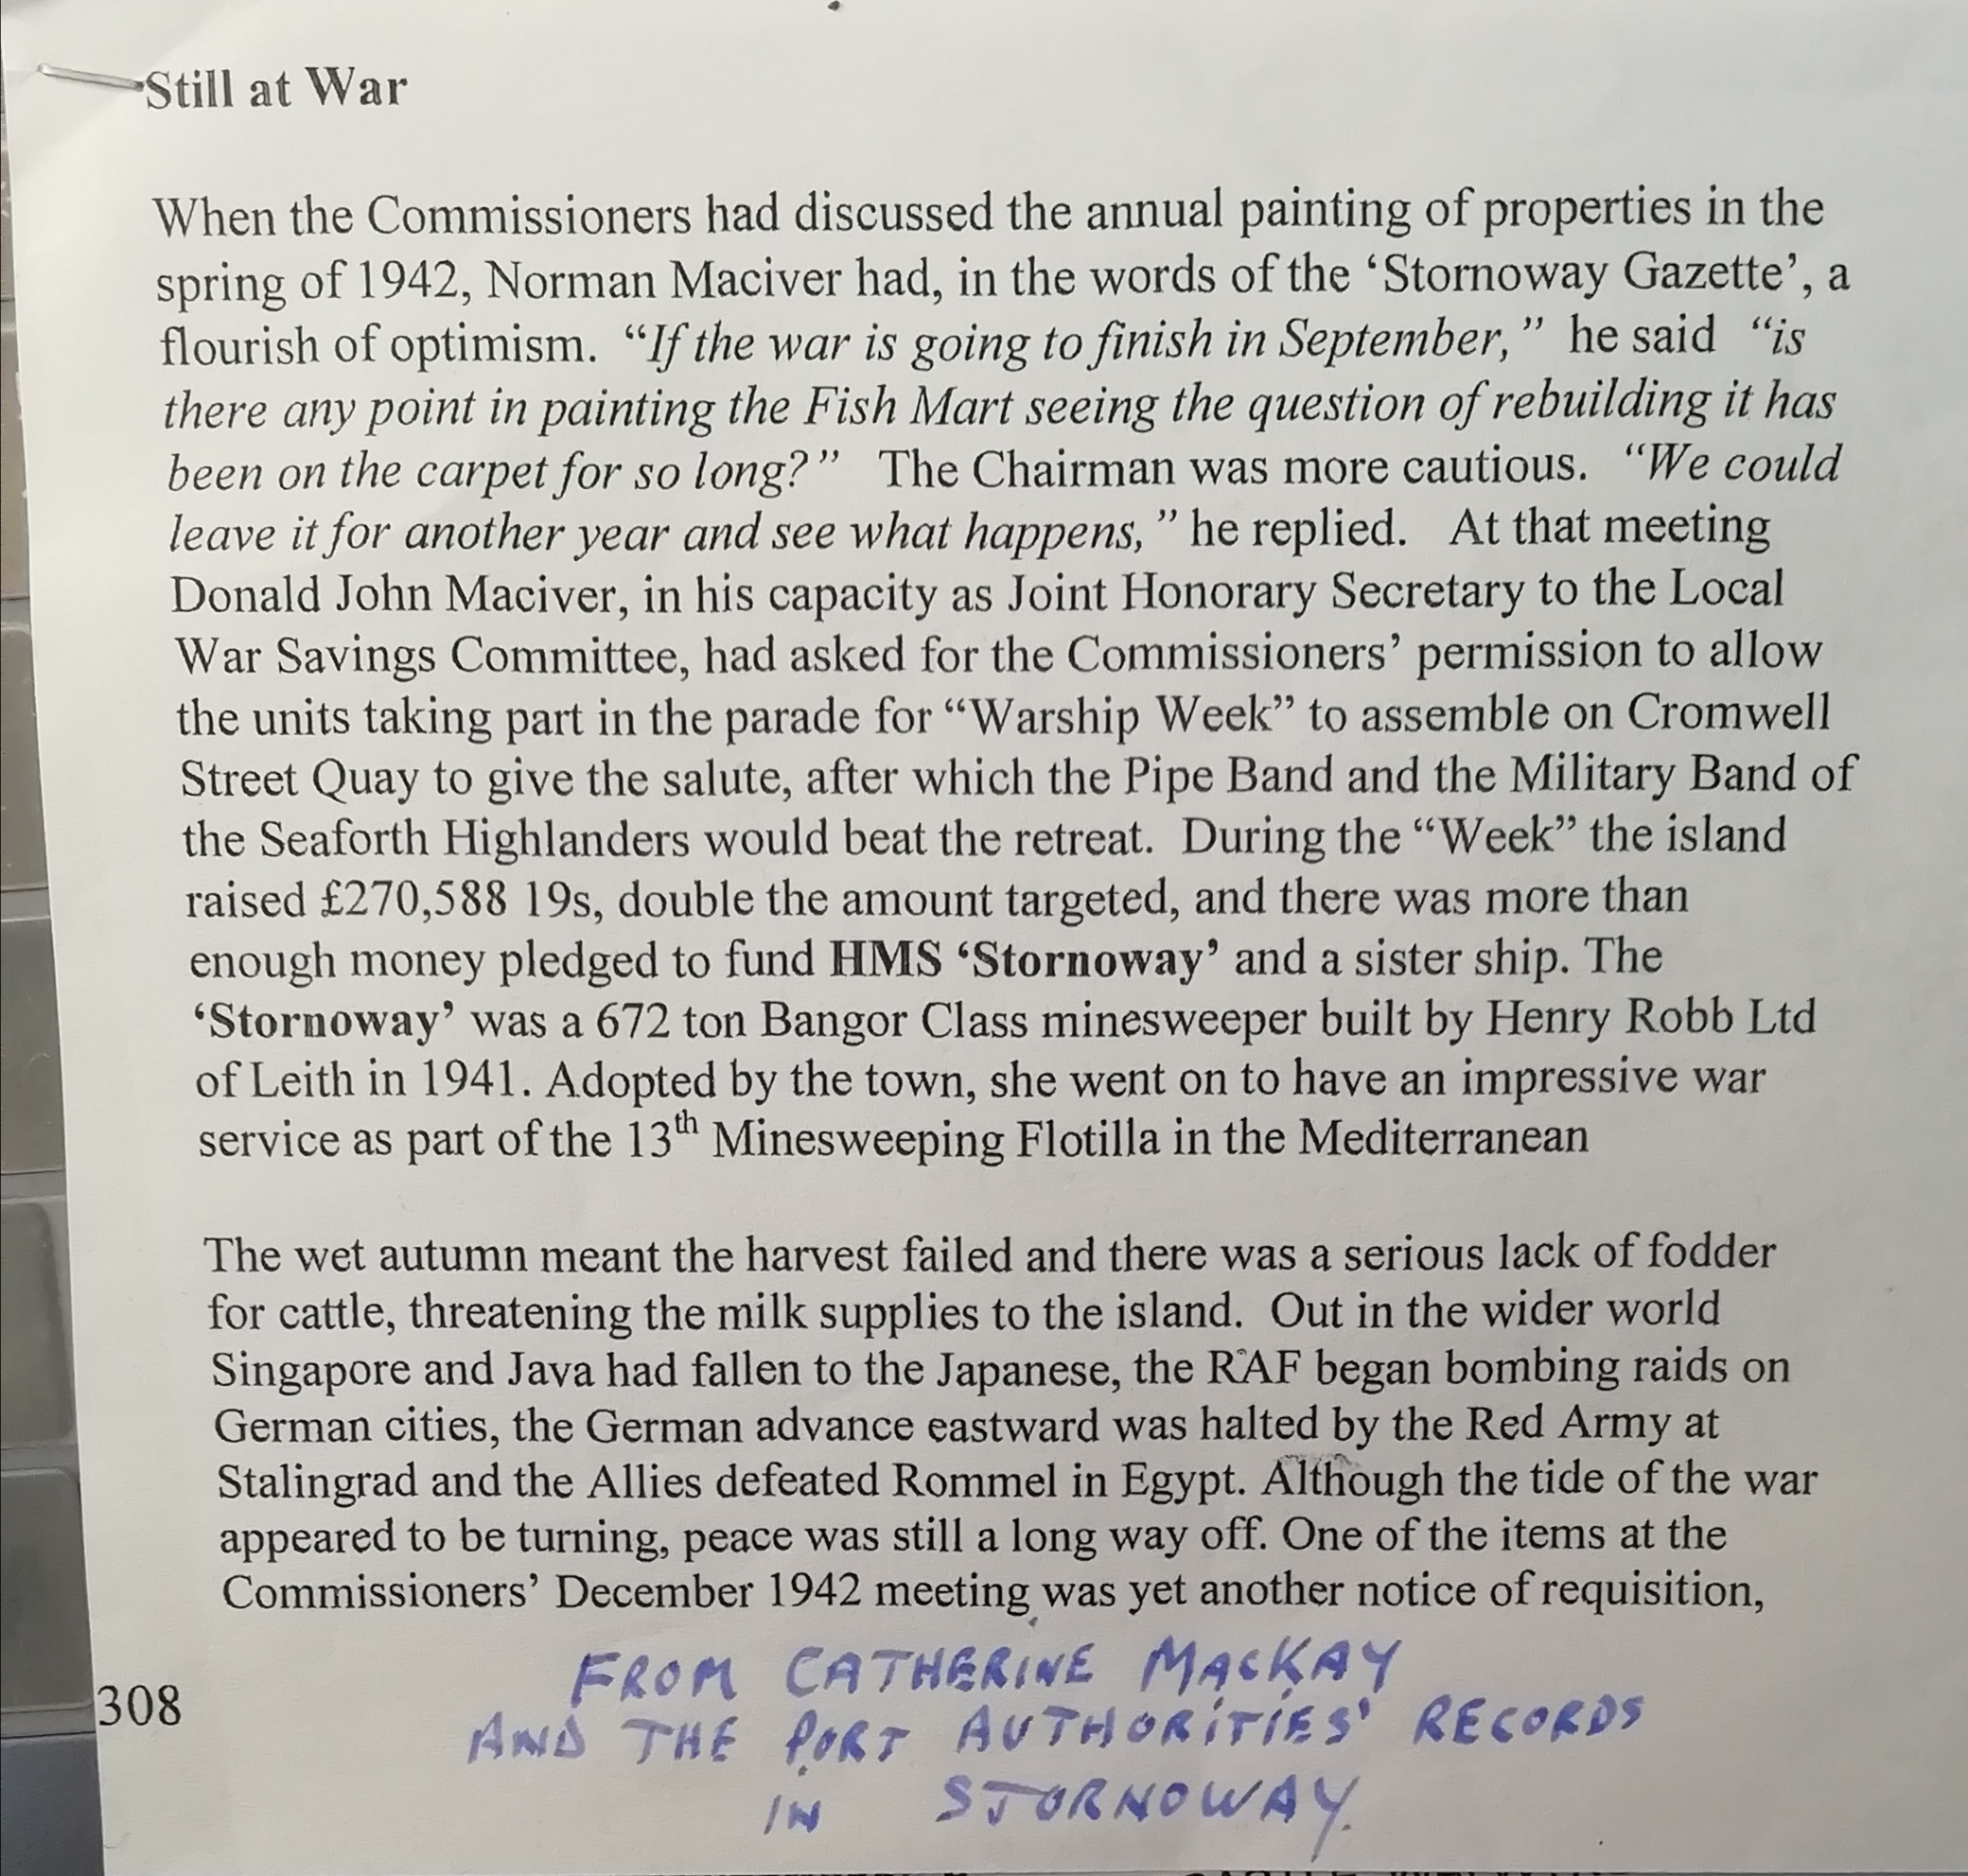 Still at War
When the Commissioners had discussed the annual painting of properties in the
spring of 1942, Norman Maciver had, in the words of the ‘Stornoway Gazette’, a
flourish of optimism. “If the war is going to finish in September,” he said “is
there any point in painting the Fish Mart seeing the question of rebuilding it has
been on the carpet for so long?” The Chairman was more cautious. “We could
leave it for another year and see what happens,” he replied. At that meeting
Donald John Maciver, in his capacity as Joint Honorary Secretary to the Local
War Savings Committee, had asked for the Commissioners’ permission to allow
the units taking part in the parade for “Warship Week” to assemble on Cromwell
Street Quay to give the salute, after which the Pipe Band and the Military Band of
the Seaforth Highlanders would beat the retreat. During the “Week” the island
raised £270,588 19s, double the amount targeted, and there was more than
enough money pledged to fund HMS ‘Stornoway’ and a sister ship. The
‘Stornoway’ was a 672 ton Bangor Class minesweeper built by Henry Robb Ltd
of Leith in 1941. Adopted by the town, she went on to have an impressive war
service as part of the 13th Minesweeping Flotilla in the Mediterranean
The wet autumn meant the harvest failed and there was a serious lack of fodder
for cattle, threatening the milk supplies to the island. Out in the wider world
Singapore and Java had fallen to the Japanese, the RAF began bombing raids on
German cities, the German advance eastward was halted by the Red Army at
Stalingrad and the Allies defeated Rommel in Egypt. Although the tide of the war
appeared to be turning, peace was still a long way off. One of the items at the
Commissioners’ December 1942 meeting was yet another notice of requisition,
FROM CATHERINE MACKAY
308
AND THE PORT AUTHORITIES' RECORDS
IN STORNOWAY.